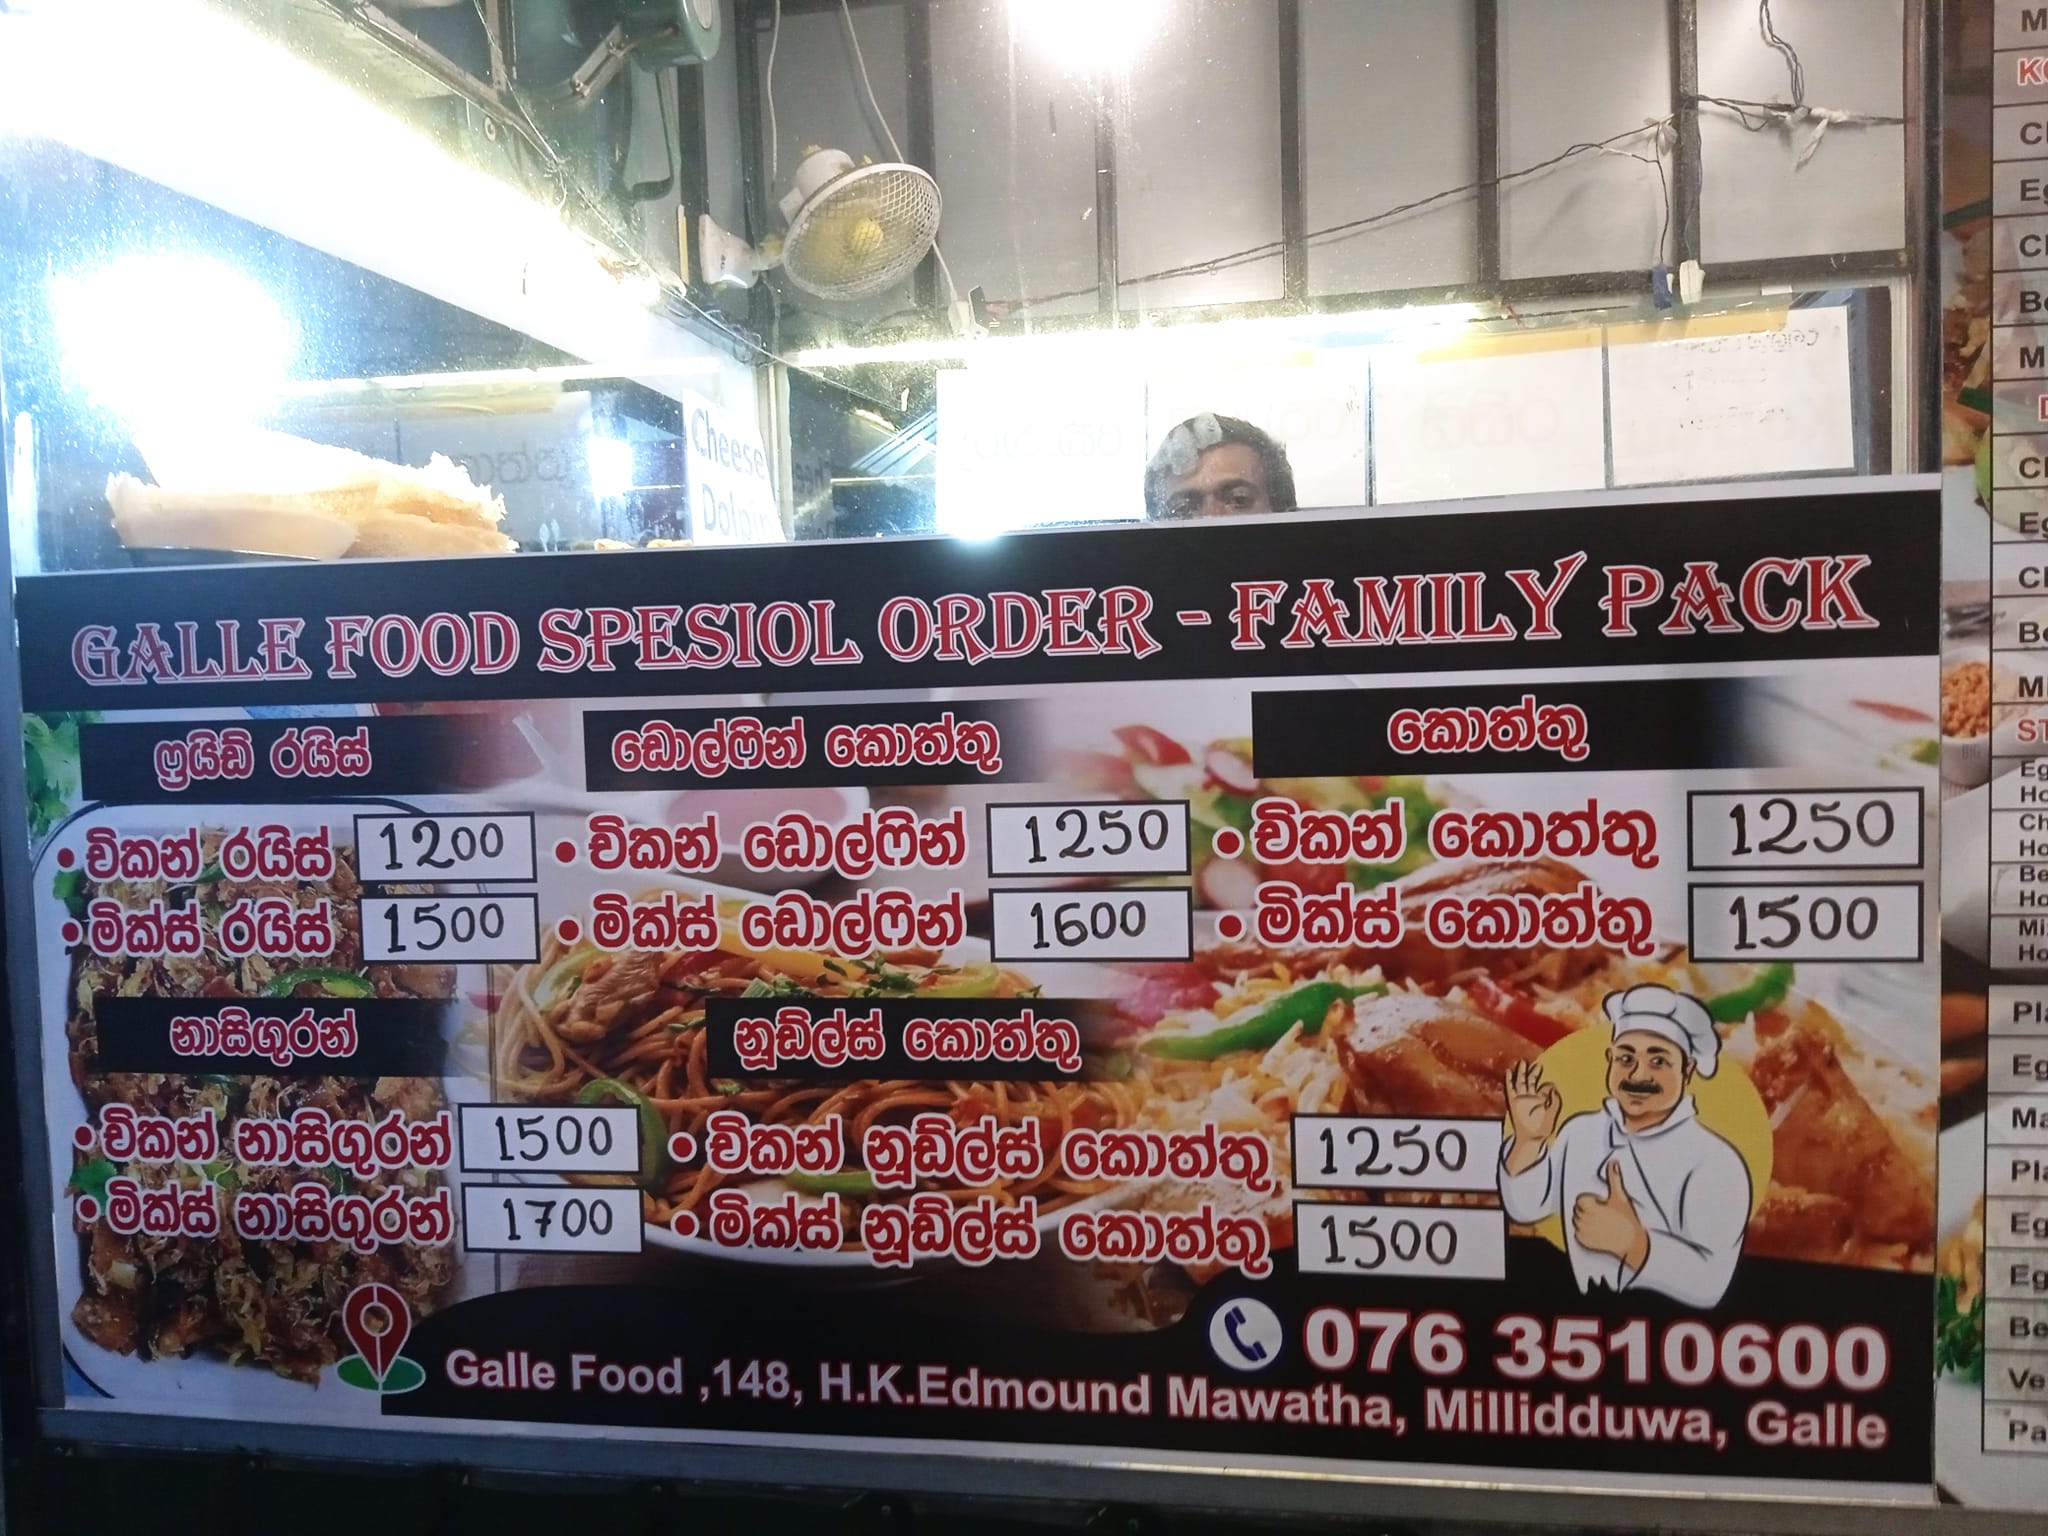 Cheese
GALLE FOOD SPESIOL ORDER - FAMILY PACK
ෆ්‍රයිඩ් රයිස්
• චිකන් රයිස් 1200
• මික්ස් රයිස් 1500
ඩොල්ෆින් කොත්තු
• චිකන් ඩොල්ෆින් 1250
• මික්ස් ඩොල්ෆින් 1600
කොත්තු
• චිකන් කොත්තු 1250
• මික්ස් කොත්තු 1500
නාසිගුරන්
• චිකන් නාසිගුරන් 1500
• මික්ස් නාසිගුරන් 1700
නූඩ්ල්ස් කොත්තු
• චිකන් නූඩ්ල්ස් කොත්තු 1250
• මික්ස් නූඩ්ල්ස් කොත්තු 1500
076 3510600
Galle Food ,148, H.K.Edmound Mawatha, Millidduwa, Galle